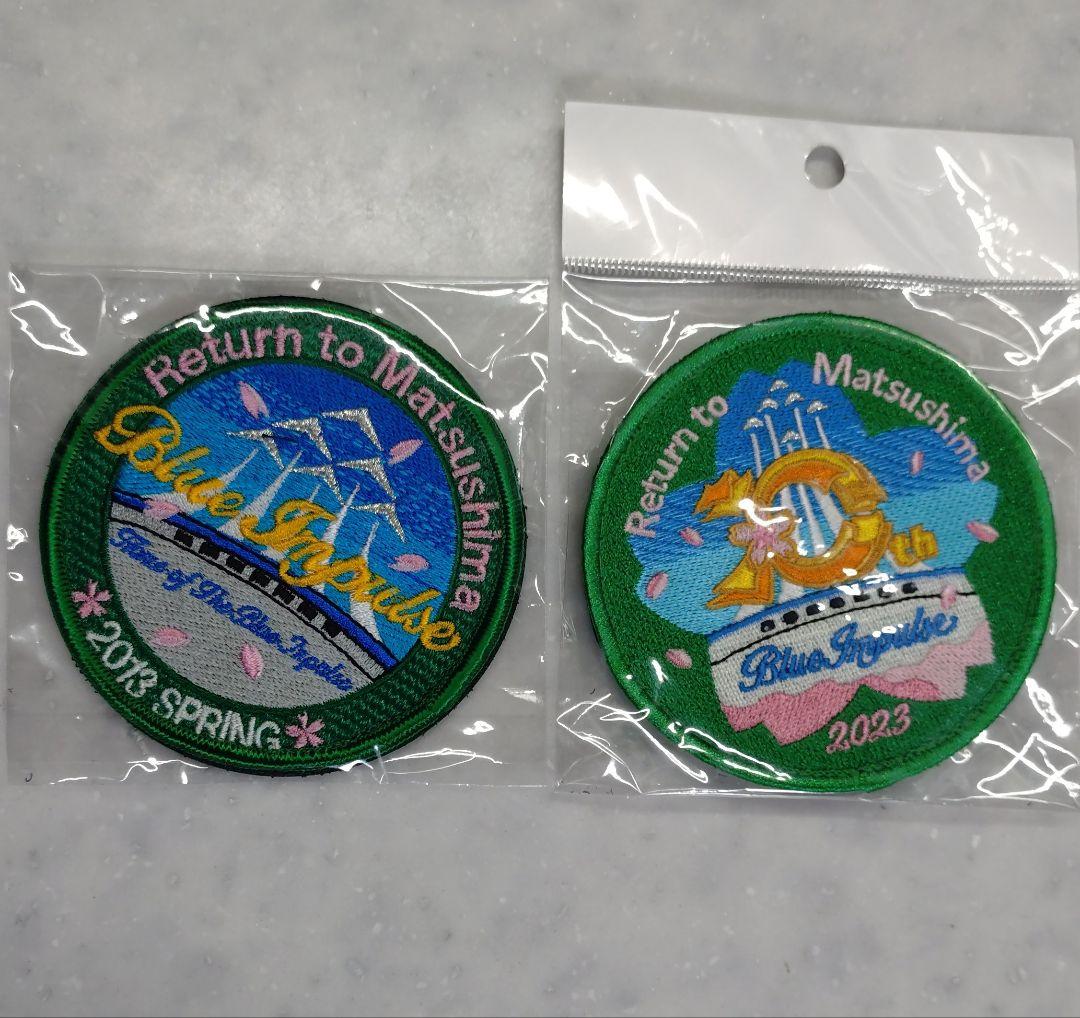 Return to Matsushima
Blue Impulse
Home of The Blue Impulse
2013 SPRING
Return to Matsushima
10th
Blue Impulse
2023